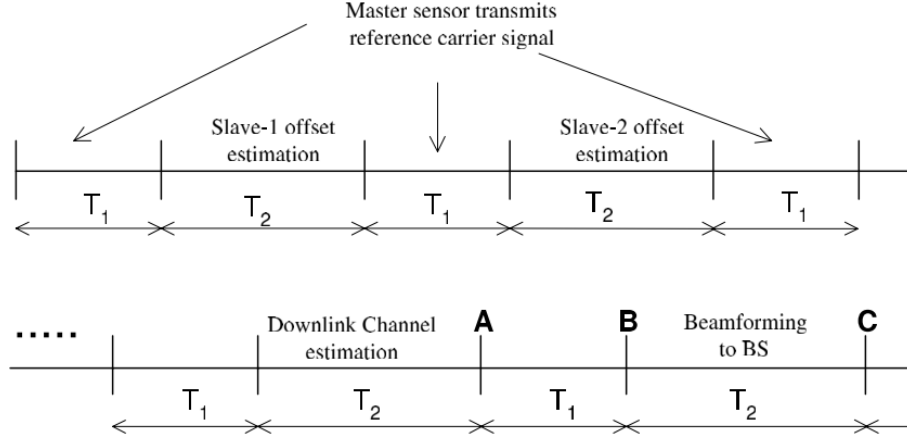 Master sensor transmits
reference carrier signal
Slave-1 offset
estimation
Slave-2 offset
estimation
T1 T2 T1 T2 T1
..... Downlink Channel
estimation
A B
Beamforming
to BS
C
T1 T2 T1 T2